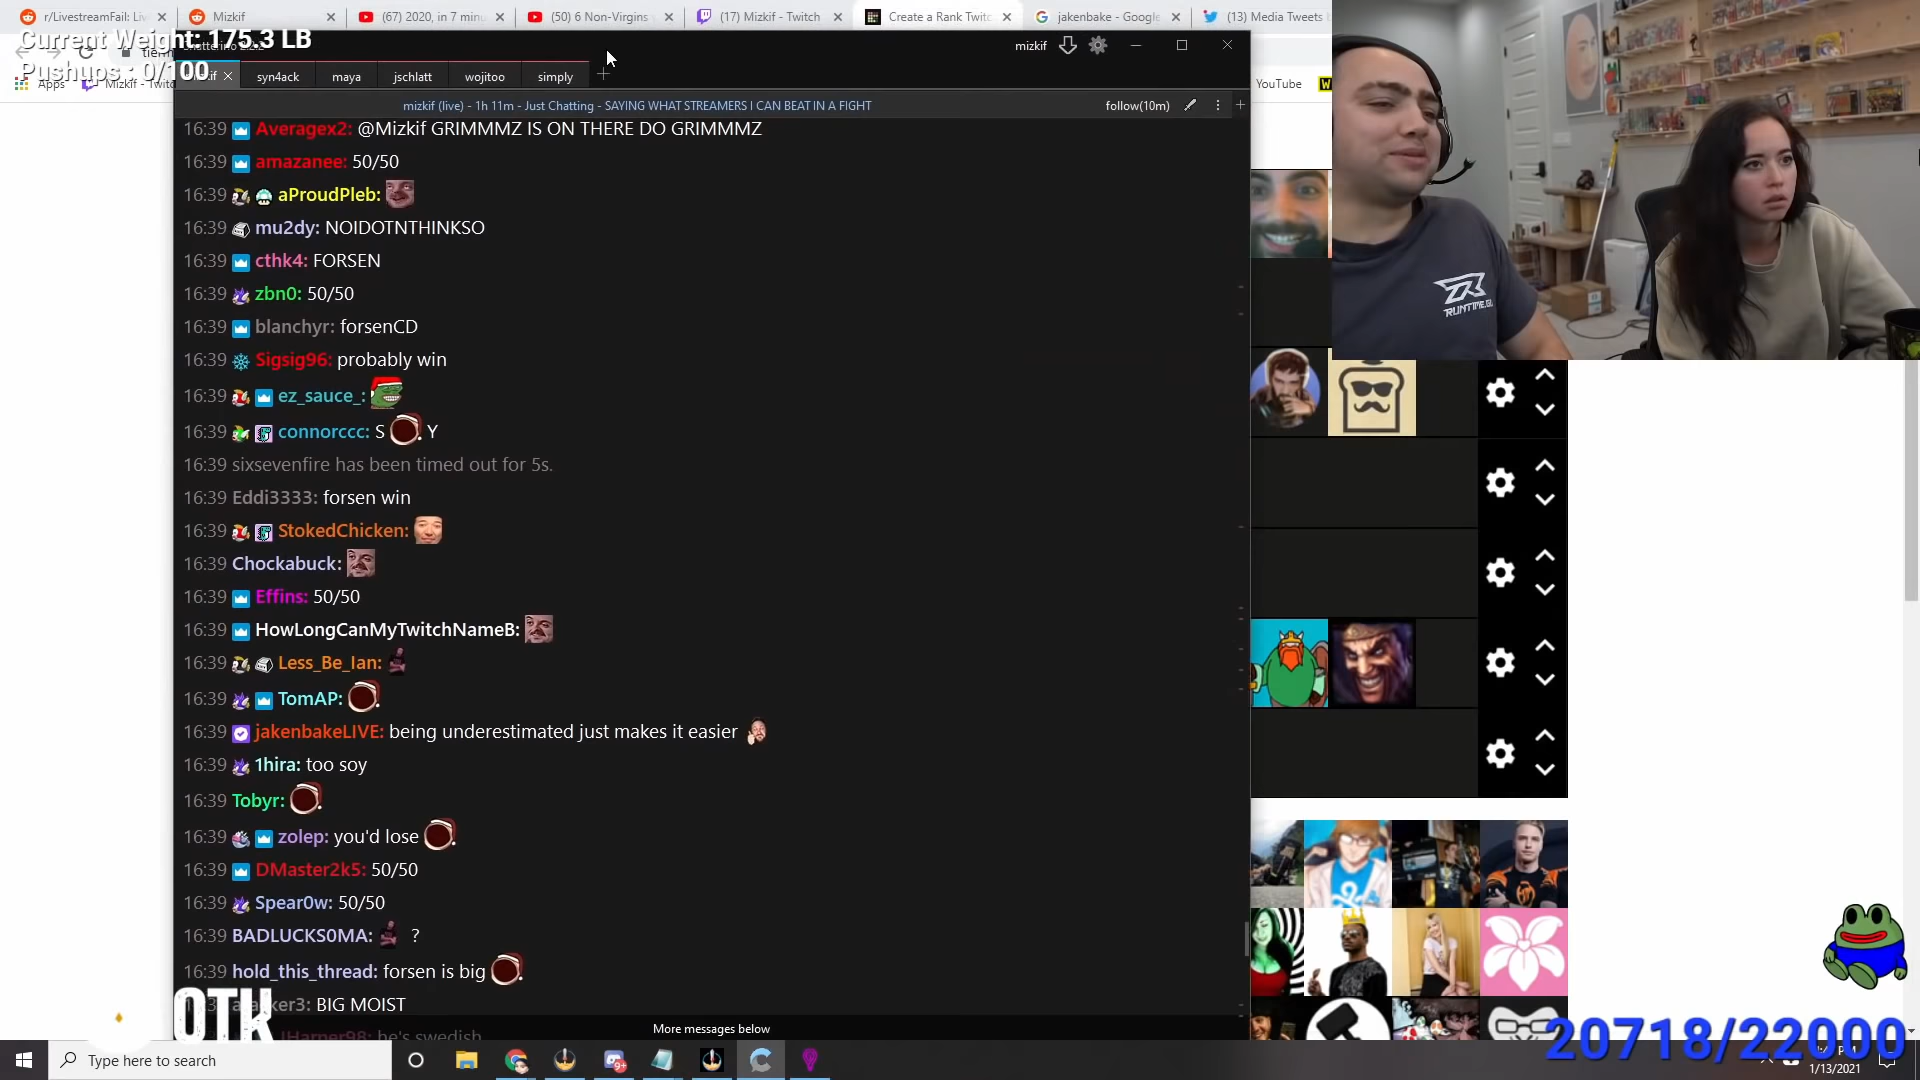 r/LivestreamFail: Liv
Mizkif
(67) 2020, in 7 minu
(50) 6 Non-Virgins
(17) Mizkif - Twitch
Create a Rank Twitc
jakenbake - Google
(13) Media Tweets b
Current Weight: 175.3 LB
Pushups : 0/100
Apps
YouTube
mizkif
syn4ack
maya
jschlatt
wojitoo
simply
mizkif (live) - 1h 11m - Just Chatting - SAYING WHAT STREAMERS I CAN BEAT IN A FIGHT
follow(10m)
16:39 Averagex2: @Mizkif GRIMMMZ IS ON THERE DO GRIMMMZ
16:39 amazanee: 50/50
16:39 aProudPleb:
16:39 mu2dy: NOIDOTNTHINKSO
16:39 cthk4: FORSEN
16:39 zbn0: 50/50
16:39 blanchyr: forsenCD
16:39 Sigsig96: probably win
16:39 ez_sauce_:
16:39 connorccc: S Y
16:39 sixsevenfire has been timed out for 5s.
16:39 Eddi3333: forsen win
16:39 StokedChicken:
16:39 Chockabuck:
16:39 Effins: 50/50
16:39 HowLongCanMyTwitchNameB:
16:39 Less_Be_Ian:
16:39 TomAP:
16:39 jakenbakeLIVE: being underestimated just makes it easier
16:39 1hira: too soy
16:39 Tobyr:
16:39 zolep: you'd lose
16:39 DMaster2k5: 50/50
16:39 Spear0w: 50/50
16:39 BADLUCKS0MA: ?
16:39 hold_this_thread: forsen is big
BIG MOIST
he's swedish
More messages below
OTK
RUNTIME.GG
20718/22000
Type here to search
1/13/2021